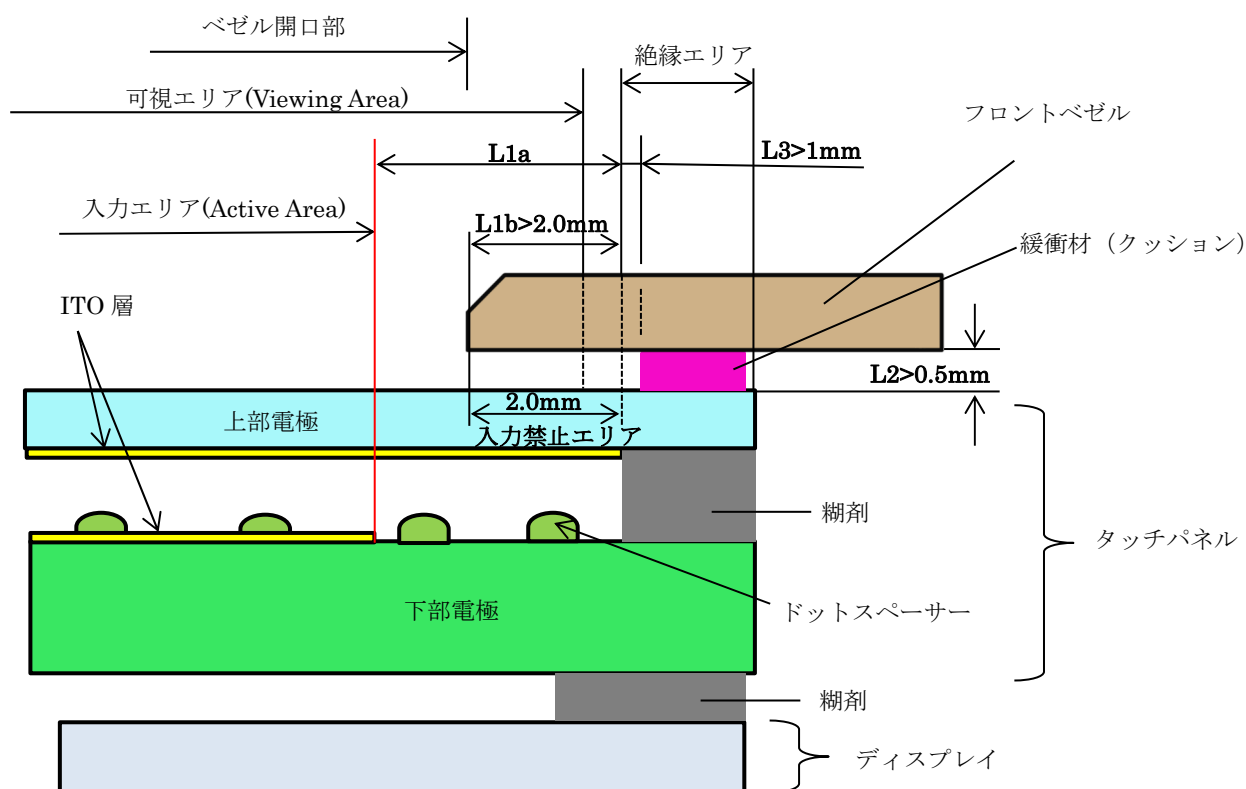 ベゼル開口部
絶縁エリア
可視エリア(Viewing Area)
フロントベゼル
L1a
L3>1mm
入力エリア(Active Area)
L1b>2.0mm
緩衝材（クッション）
ITO 層
L2>0.5mm
2.0mm
上部電極
入力禁止エリア
糊剤
タッチパネル
下部電極
ドットスペーサー
糊剤
ディスプレイ